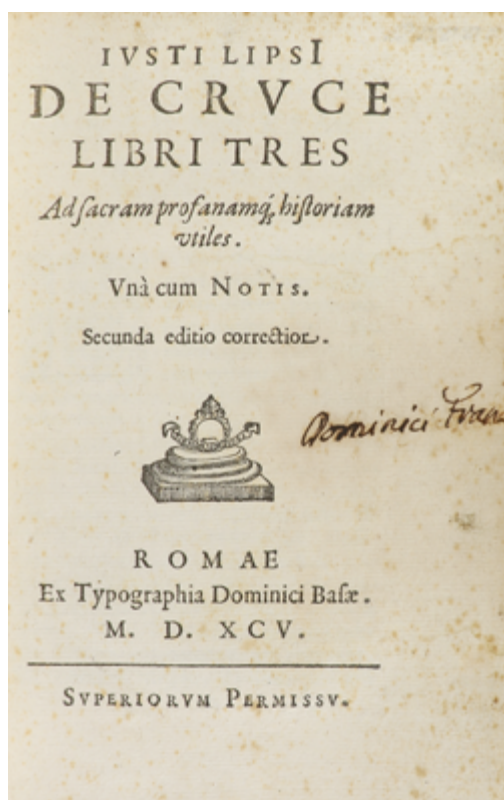 IVSTI LIPSI
DE CRVCE
LIBRI TRES
Ad ſacram profanamq́; hiſtoriam
vtiles.
Vnà cum NOTIS.
Secunda editio correctior.
Dominici
ROMAE
Ex Typographia Dominici Baſæ.
M. D. XCV.
SVPERIORVM PERMISSV.